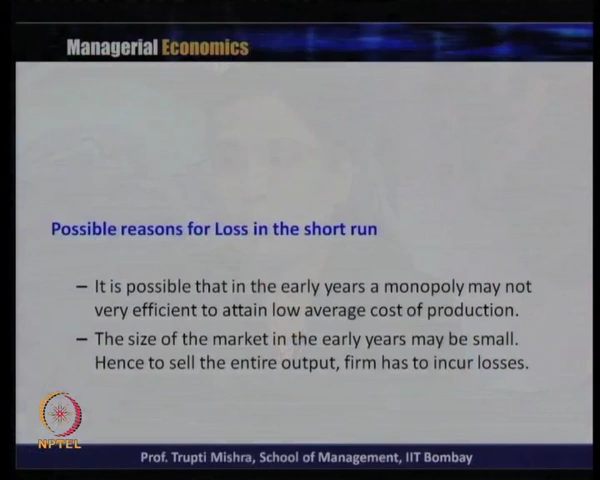 Managerial Economics
Possible reasons for Loss in the short run
– It is possible that in the early years a monopoly may not
very efficient to attain low average cost of production.
– The size of the market in the early years may be small.
Hence to sell the entire output, firm has to incur losses.
NPTEL
Prof. Trupti Mishra, School of Management, IIT Bombay